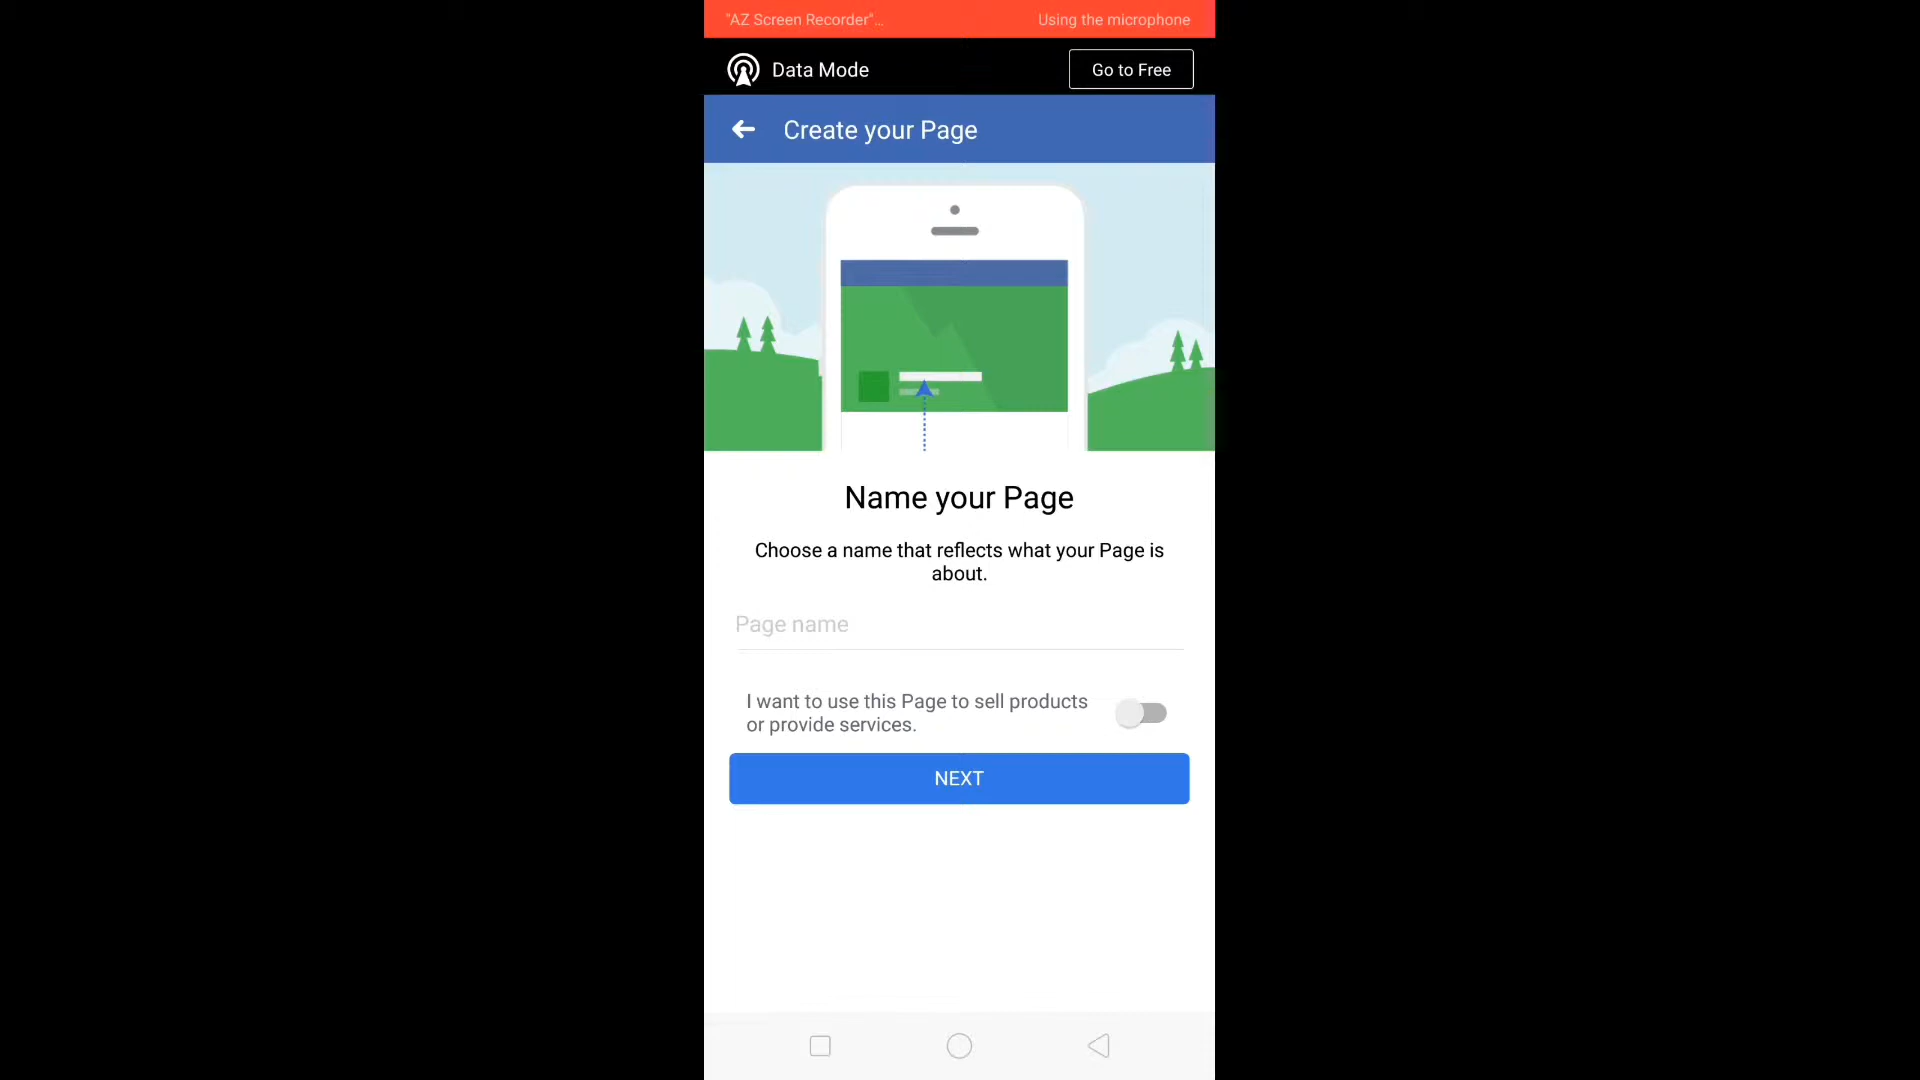 "AZ Screen Recorder"... Using the microphone
Data Mode Go to Free
Create your Page
Name your Page
Choose a name that reflects what your Page is
about.
Page name
I want to use this Page to sell products
or provide services.
NEXT